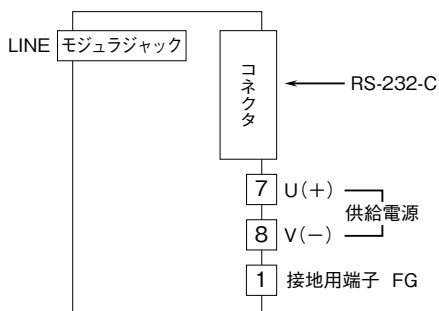 LINE モジュラジャック
コネクタ
RS-232-C
7 U(+)
供給電源
8 V(−)
1 接地用端子 FG